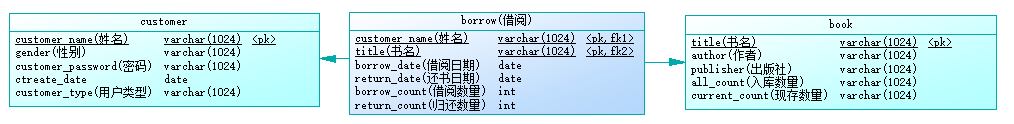 customer
customer_name(姓名) varchar(1024) <pk>
gender(性别) varchar(1024)
customer_password(密码) varchar(1024)
ctreate_date date
customer_type(用户类型) varchar(1024)
borrow(借阅)
customer_name(姓名) varchar(1024) <pk,fk1>
title(书名) varchar(1024) <pk,fk2>
borrow_date(借阅日期) date
return_date(还书日期) date
borrow_count(借阅数量) int
return_count(归还数量) int
book
title(书名) varchar(1024) <pk>
author(作者) varchar(1024)
publisher(出版社) varchar(1024)
all_count(入库数量) varchar(1024)
current_count(现存数量) varchar(1024)